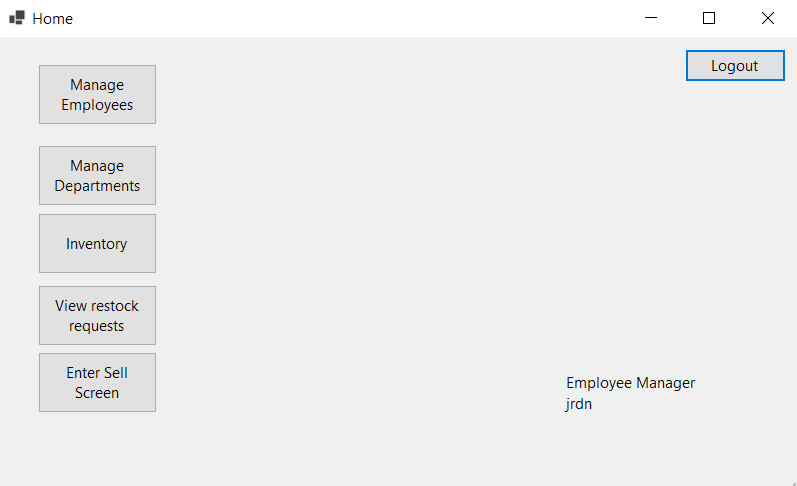 Home
Logout
Manage
Employees
Manage
Departments
Inventory
View restock
requests
Enter Sell
Screen
Employee Manager
jrdn